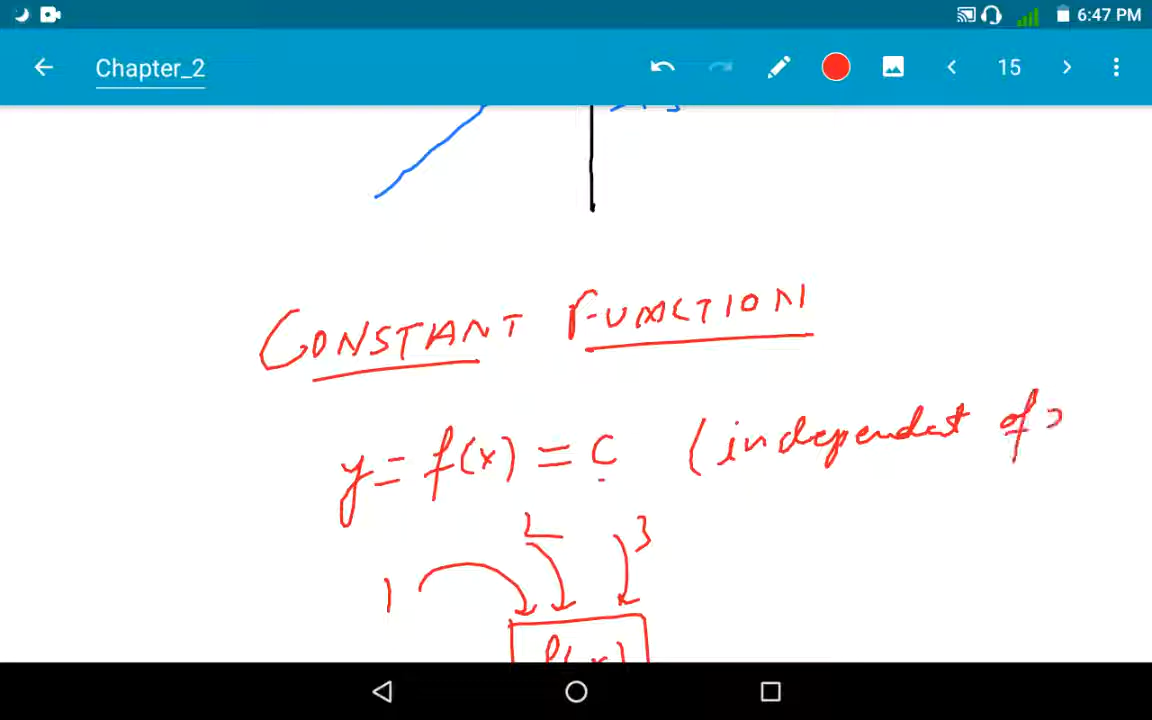 6:47 PM
Chapter_2
15
CONSTANT FUNCTION
y = f(x) = C (independent of
2 3
1
f(x)